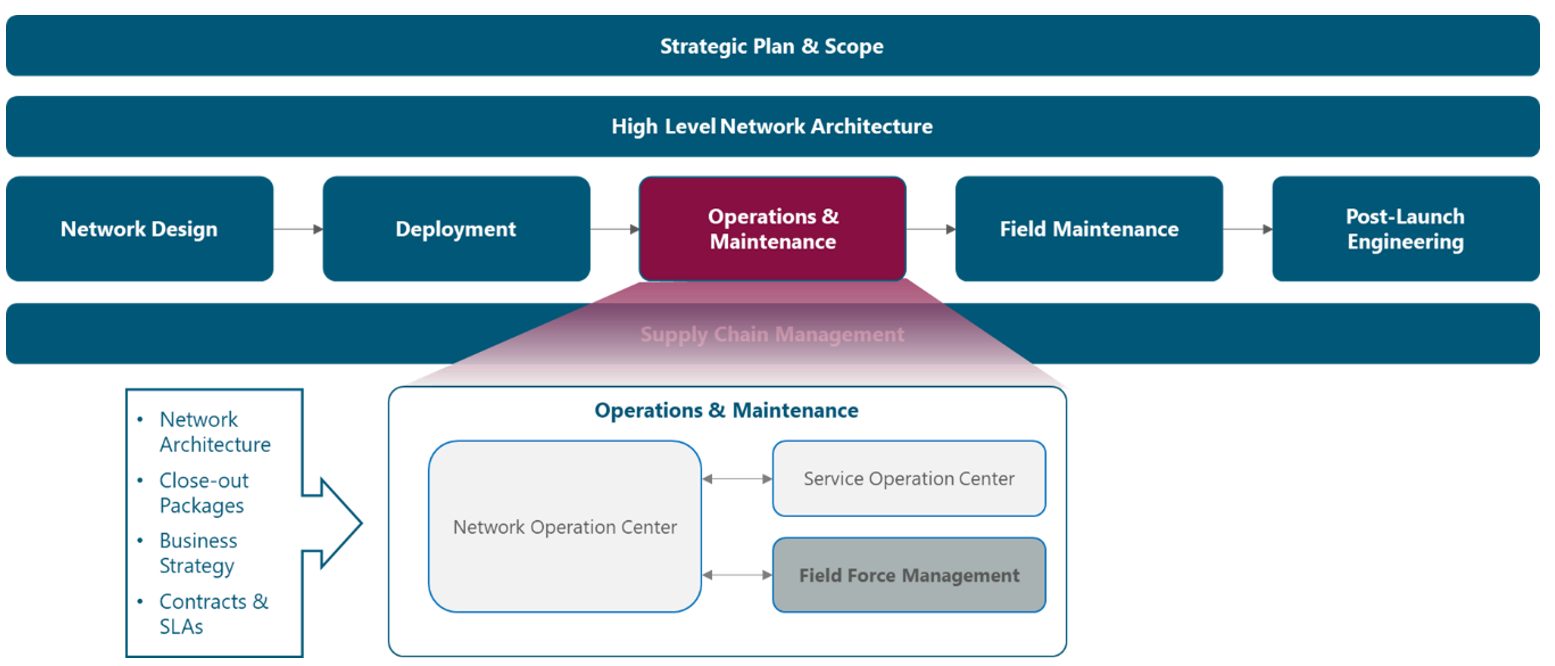 Strategic Plan & Scope
High Level Network Architecture
Network Design
Deployment
Operations &
Maintenance
Field Maintenance
Post-Launch
Engineering
Supply Chain Management
• Network
Architecture
• Close-out
Packages
• Business
Strategy
• Contracts &
SLAs
Operations & Maintenance
Network Operation Center
Service Operation Center
Field Force Management